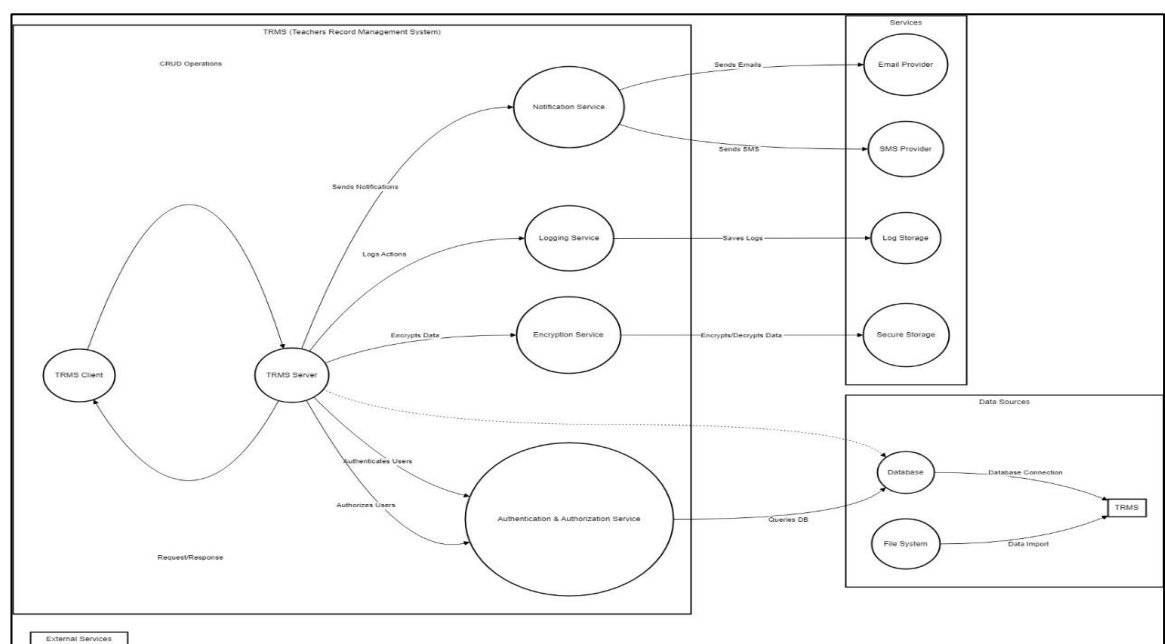 TRMS (Teachers Record Management System)
CRUD Operations
Notification Service
Sends Notifications
Logs Actions
Logging Service
Encrypts Data
Encryption Service
TRMS Client
TRMS Server
Authenticates Users
Authorizes Users
Authentication & Authorization Service
Request/Response
Sends Emails
Sends SMS
Saves Logs
Encrypts/Decrypts Data
Queries DB
Services
Email Provider
SMS Provider
Log Storage
Secure Storage
Data Sources
Database
Database Connection
TRMS
File System
Data Import
External Services